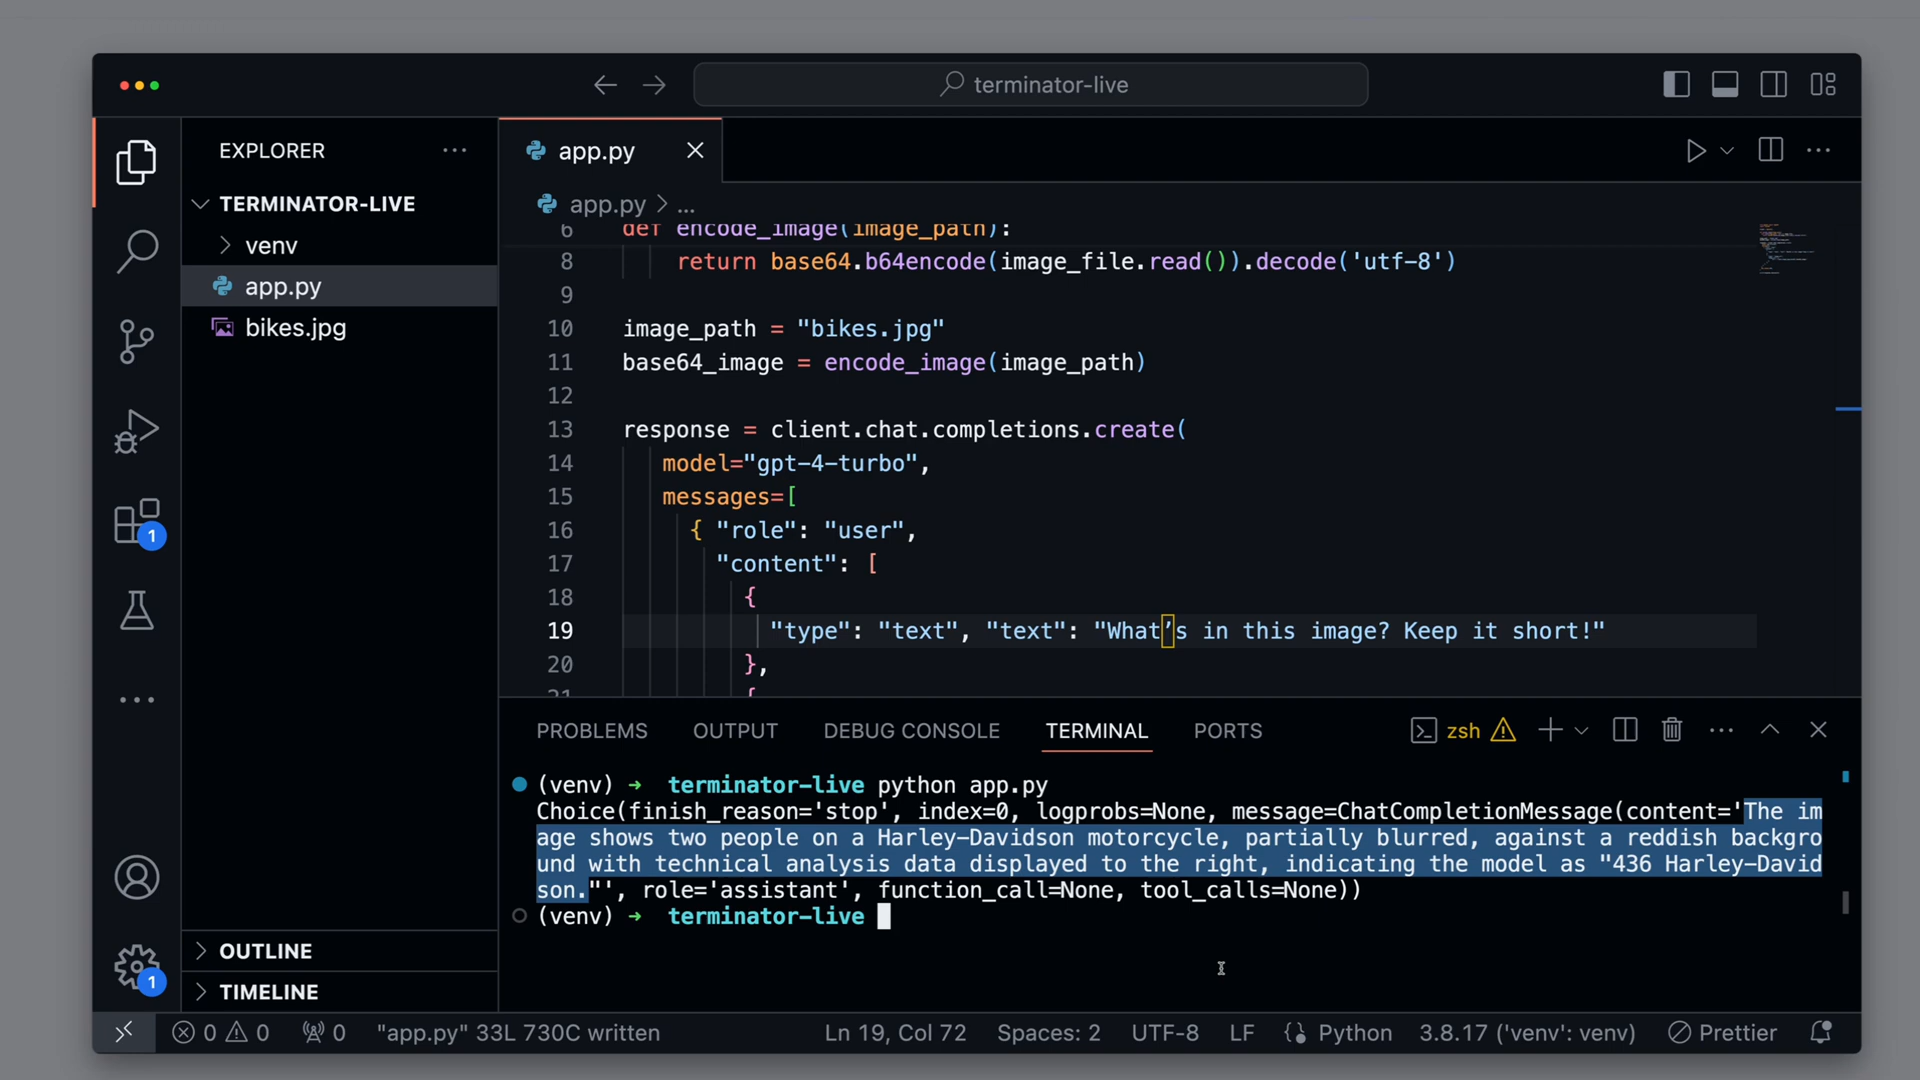 terminator-live
EXPLORER
app.py
TERMINATOR-LIVE
venv
app.py
bikes.jpg
OUTLINE
TIMELINE
1
1
app.py > ...
6 def encode_image(image_path):
8 return base64.b64encode(image_file.read()).decode('utf-8')
9
10 image_path = "bikes.jpg"
11 base64_image = encode_image(image_path)
12
13 response = client.chat.completions.create(
14 model="gpt-4-turbo",
15 messages=[
16 { "role": "user",
17 "content": [
18 {
19 "type": "text", "text": "What’s in this image? Keep it short!"
20 },
21 {
PROBLEMS OUTPUT DEBUG CONSOLE TERMINAL PORTS zsh
(venv) → terminator-live python app.py
Choice(finish_reason='stop', index=0, logprobs=None, message=ChatCompletionMessage(content='The im
age shows two people on a Harley-Davidson motorcycle, partially blurred, against a reddish backgro
und with technical analysis data displayed to the right, indicating the model as "436 Harley-David
son."', role='assistant', function_call=None, tool_calls=None))
(venv) → terminator-live
0 0 0 "app.py" 33L 730C written Ln 19, Col 72 Spaces: 2 UTF-8 LF Python 3.8.17 ('venv': venv) Prettier